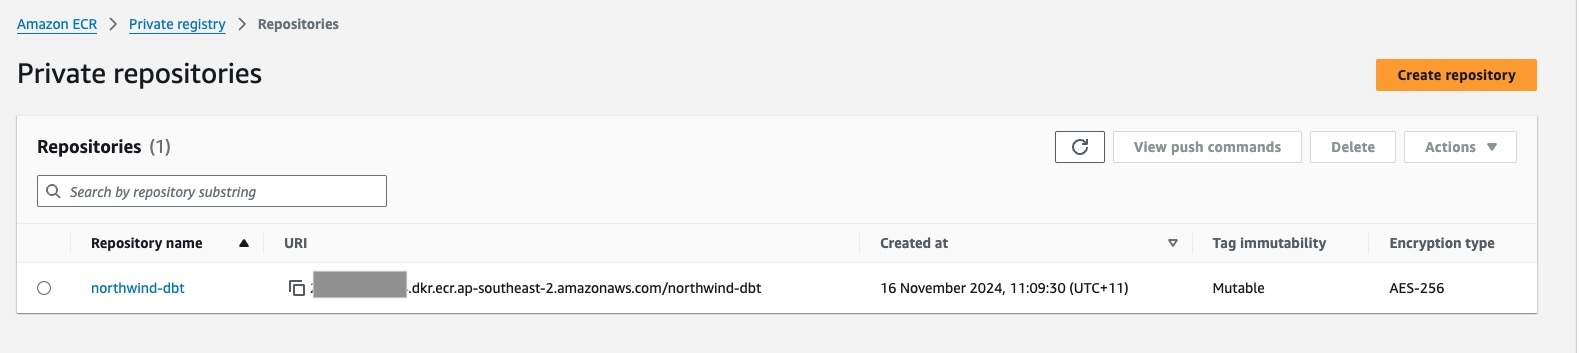 Amazon ECR > Private registry > Repositories
Private repositories
Create repository
Repositories (1)
View push commands
Delete
Actions
Search by repository substring
Repository name URI Created at Tag immutability Encryption type
northwind-dbt .dkr.ecr.ap-southeast-2.amazonaws.com/northwind-dbt 16 November 2024, 11:09:30 (UTC+11) Mutable AES-256